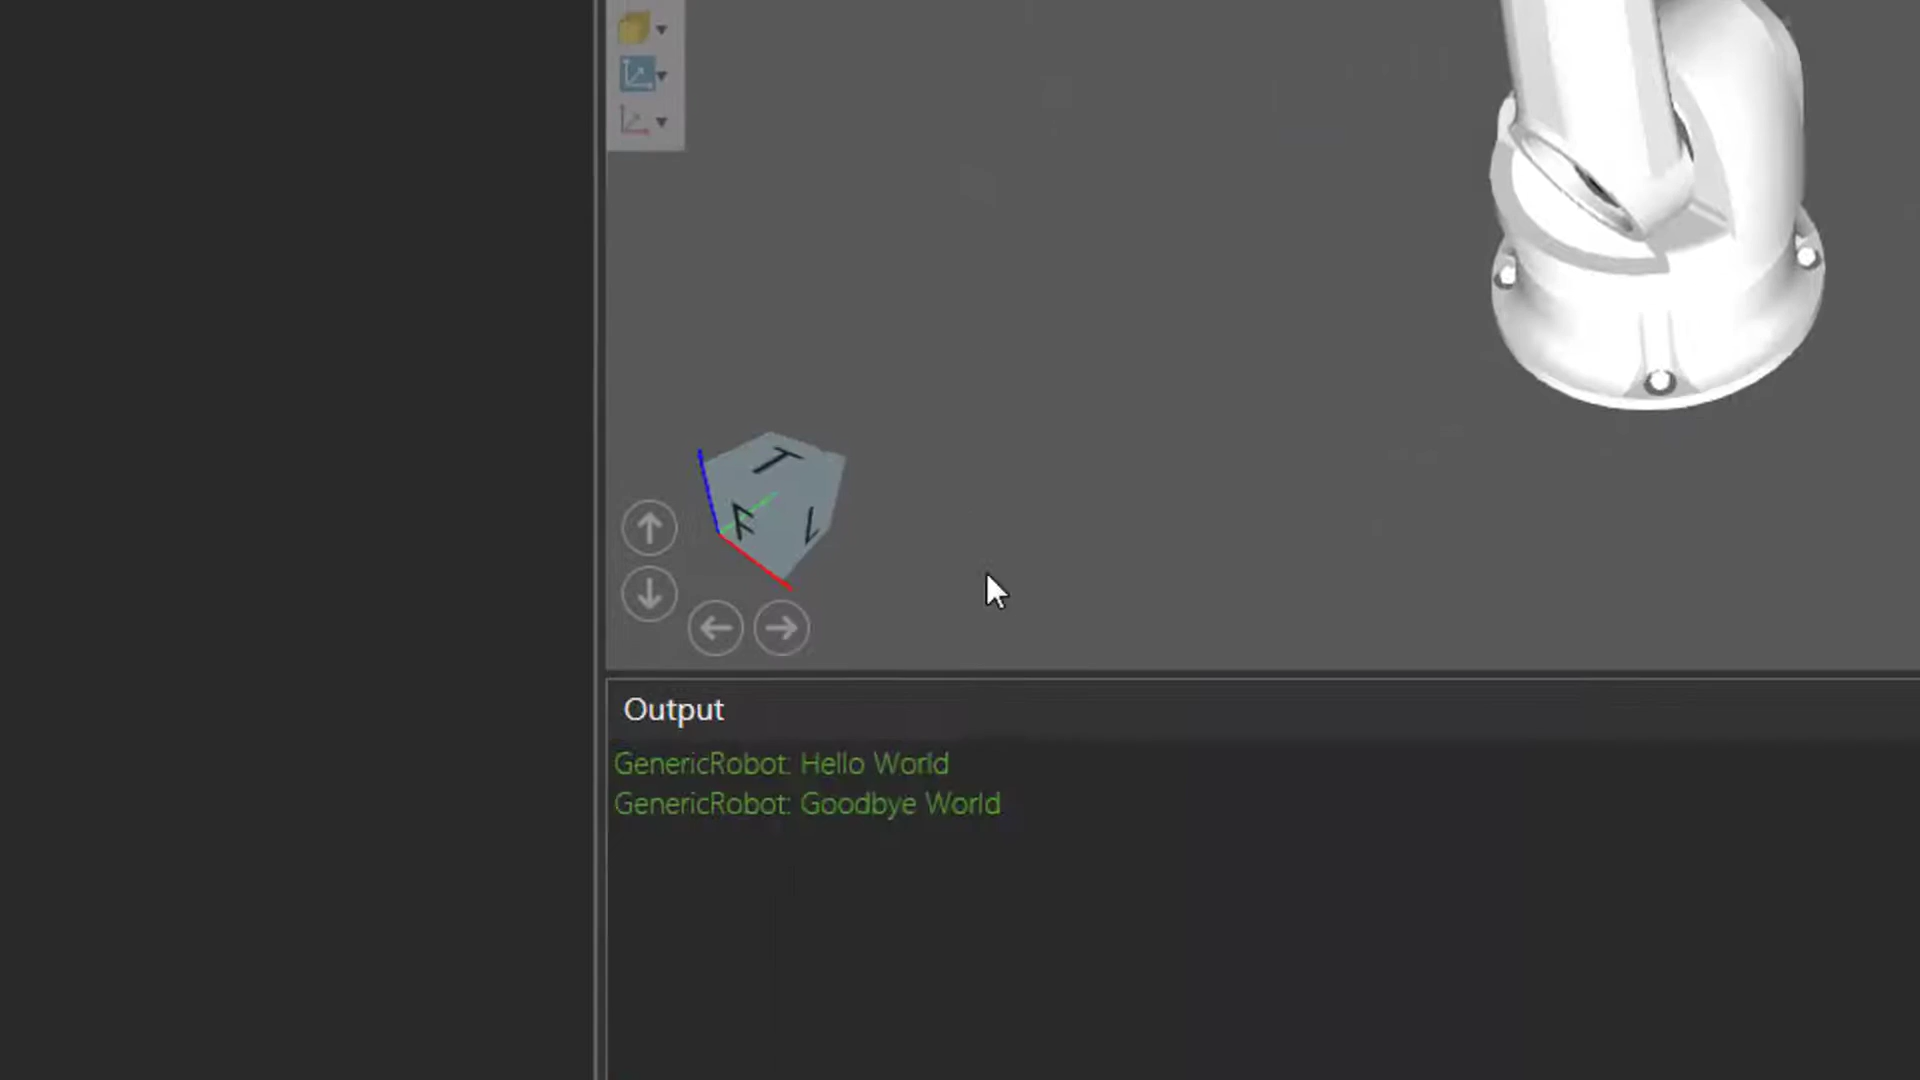 T
F L
Output
GenericRobot: Hello World
GenericRobot: Goodbye World